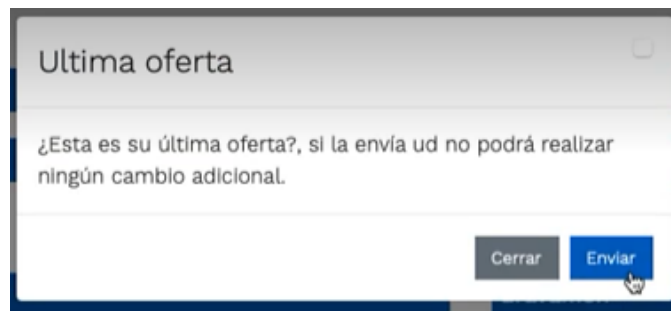 Ultima oferta
¿Esta es su última oferta?, si la envía ud no podrá realizar
ningún cambio adicional.
Cerrar
Enviar